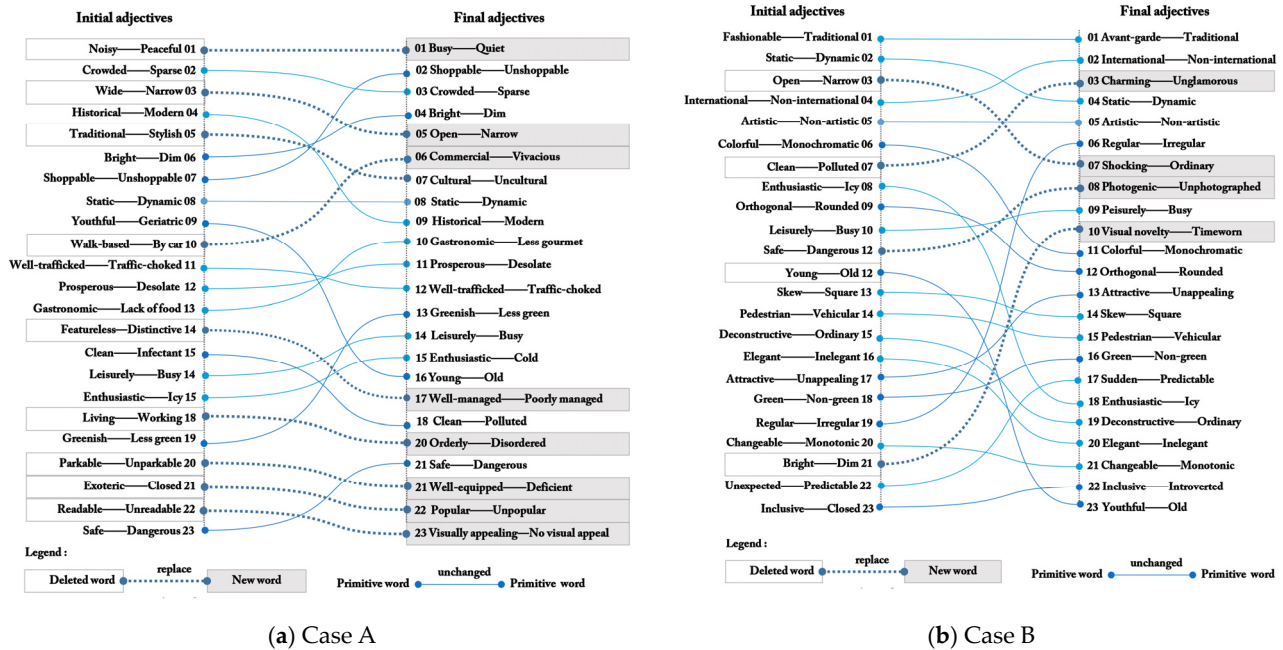 Initial adjectives
Final adjectives
Noisy——Peaceful 01
01 Busy——Quiet
Crowded——Sparse 02
02 Shoppable——Unshoppable
Wide——Narrow 03
03 Crowded——Sparse
Historical——Modern 04
04 Bright——Dim
Traditional——Stylish 05
05 Open——Narrow
Bright——Dim 06
06 Commercial——Vivacious
Shoppable——Unshoppable 07
07 Cultural——Uncultural
Static——Dynamic 08
08 Static——Dynamic
Youthful——Geriatric 09
09 Historical——Modern
Walk-based——By car 10
10 Gastronomic——Less gourmet
Well-trafficked——Traffic-choked 11
11 Prosperous——Desolate
Prosperous——Desolate 12
12 Well-trafficked——Traffic-choked
Gastronomic——Lack of food 13
13 Greenish——Less green
Featureless——Distinctive 14
14 Leisurely——Busy
Clean——Infectant 15
15 Enthusiastic——Cold
Leisurely——Busy 14
16 Young——Old
Enthusiastic——Icy 15
17 Well-managed——Poorly managed
Living——Working 18
18 Clean——Polluted
Greenish——Less green 19
20 Orderly——Disordered
Parkable——Unparkable 20
21 Safe——Dangerous
Exoteric——Closed 21
21 Well-equipped——Deficient
Readable——Unreadable 22
22 Popular——Unpopular
Safe——Dangerous 23
23 Visually appealing—No visual appeal
Legend :
Deleted word
replace
New word
Primitive word
unchanged
Primitive word
(a) Case A
Initial adjectives
Final adjectives
Fashionable——Traditional 01
01 Avant-garde——Traditional
Static——Dynamic 02
02 International——Non-international
Open——Narrow 03
03 Charming——Unglamorous
International——Non-international 04
04 Static——Dynamic
Artistic——Non-artistic 05
05 Artistic——Non-artistic
Colorful——Monochromatic 06
06 Regular——Irregular
Clean——Polluted 07
07 Shocking——Ordinary
Enthusiastic——Icy 08
08 Photogenic——Unphotographed
Orthogonal——Rounded 09
09 Peisurely——Busy
Leisurely——Busy 10
10 Visual novelty——Timeworn
Safe——Dangerous 12
11 Colorful——Monochromatic
Young——Old 12
12 Orthogonal——Rounded
Skew——Square 13
13 Attractive——Unappealing
Pedestrian——Vehicular 14
14 Skew——Square
Deconstructive——Ordinary 15
15 Pedestrian——Vehicular
Elegant——Inelegant 16
16 Green——Non-green
Attractive——Unappealing 17
17 Sudden——Predictable
Green——Non-green 18
18 Enthusiastic——Icy
Regular——Irregular 19
19 Deconstructive——Ordinary
Changeable——Monotonic 20
20 Elegant——Inelegant
Bright——Dim 21
21 Changeable——Monotonic
Unexpected——Predictable 22
22 Inclusive——Introverted
Inclusive——Closed 23
23 Youthful——Old
Legend :
Deleted word
replace
New word
Primitive word
unchanged
Primitive word
(b) Case B